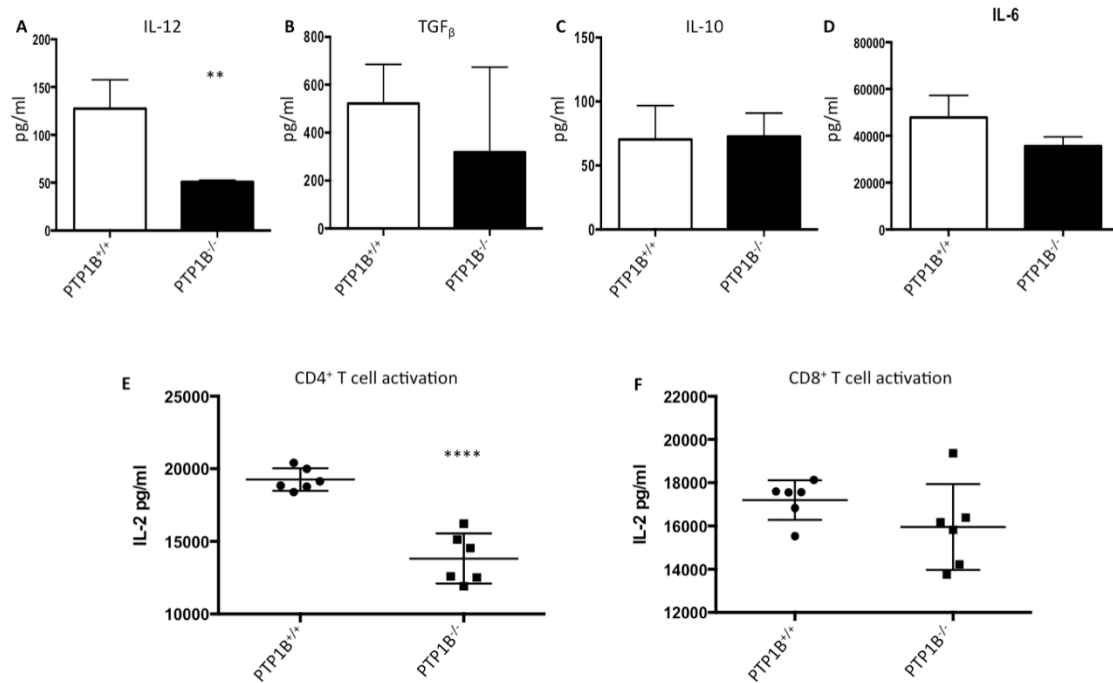 A IL-12
200
150
100
50
0
pg/ml
**
PTP1B+/+
PTP1B-/-
B TGFβ
800
600
400
200
0
pg/ml
PTP1B+/+
PTP1B-/-
C IL-10
150
100
50
0
pg/ml
PTP1B+/+
PTP1B-/-
D IL-6
80000
60000
40000
20000
0
pg/ml
PTP1B+/+
PTP1B-/-
E CD4+ T cell activation
25000
20000
15000
10000
IL-2 pg/ml
****
PTP1B+/+
PTP1B-/-
F CD8+ T cell activation
22000
20000
18000
16000
14000
12000
IL-2 pg/ml
PTP1B+/+
PTP1B-/-